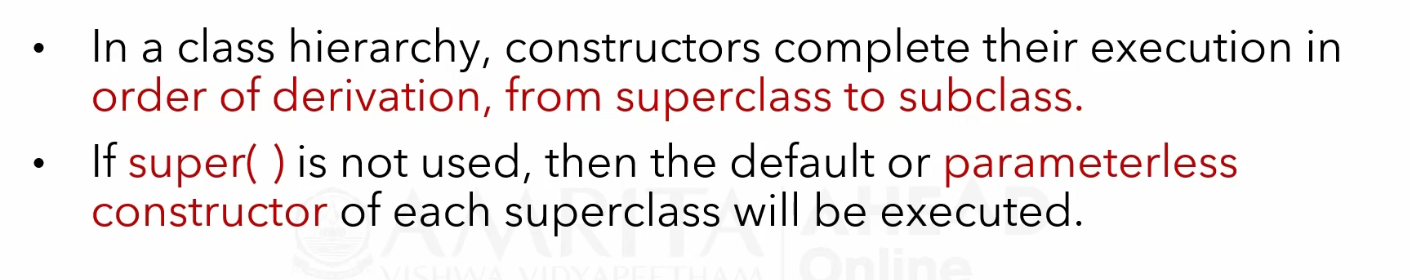 • In a class hierarchy, constructors complete their execution in
order of derivation, from superclass to subclass.
• If super( ) is not used, then the default or parameterless
constructor of each superclass will be executed.
AMRITA AHEAD
VISHWA VIDYAPEETHAM Online